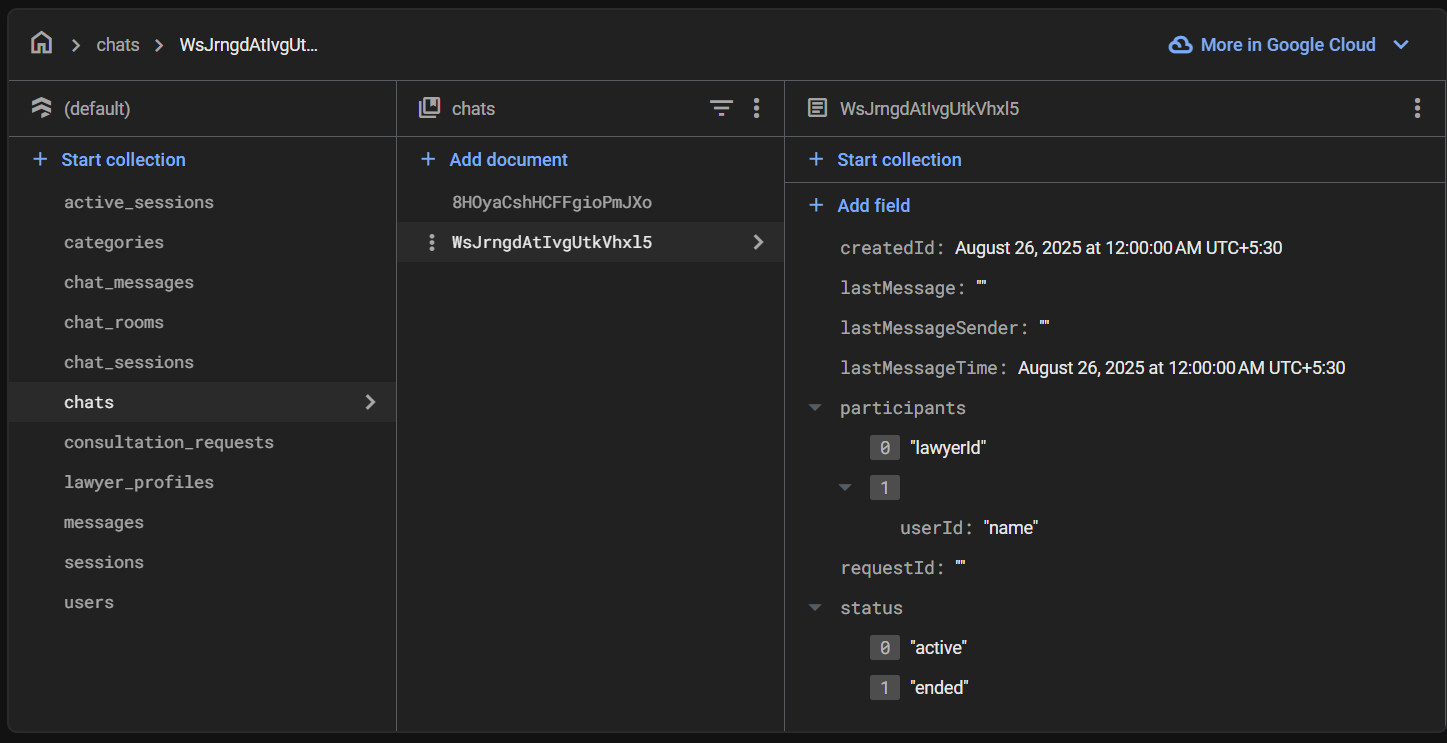 chats
WsJrngdAtIvgUt...
More in Google Cloud
(default)
Start collection
active_sessions
categories
chat_messages
chat_rooms
chat_sessions
chats
consultation_requests
lawyer_profiles
messages
sessions
users
chats
Add document
8HOyaCshHCFFgioPmJXo
WsJrngdAtIvgUtkVhxl5
WsJrngdAtIvgUtkVhxl5
Start collection
Add field
createdId: August 26, 2025 at 12:00:00 AM UTC+5:30
lastMessage: ""
lastMessageSender: ""
lastMessageTime: August 26, 2025 at 12:00:00 AM UTC+5:30
participants
0 "lawyerId"
1
userId: "name"
requestId: ""
status
0 "active"
1 "ended"